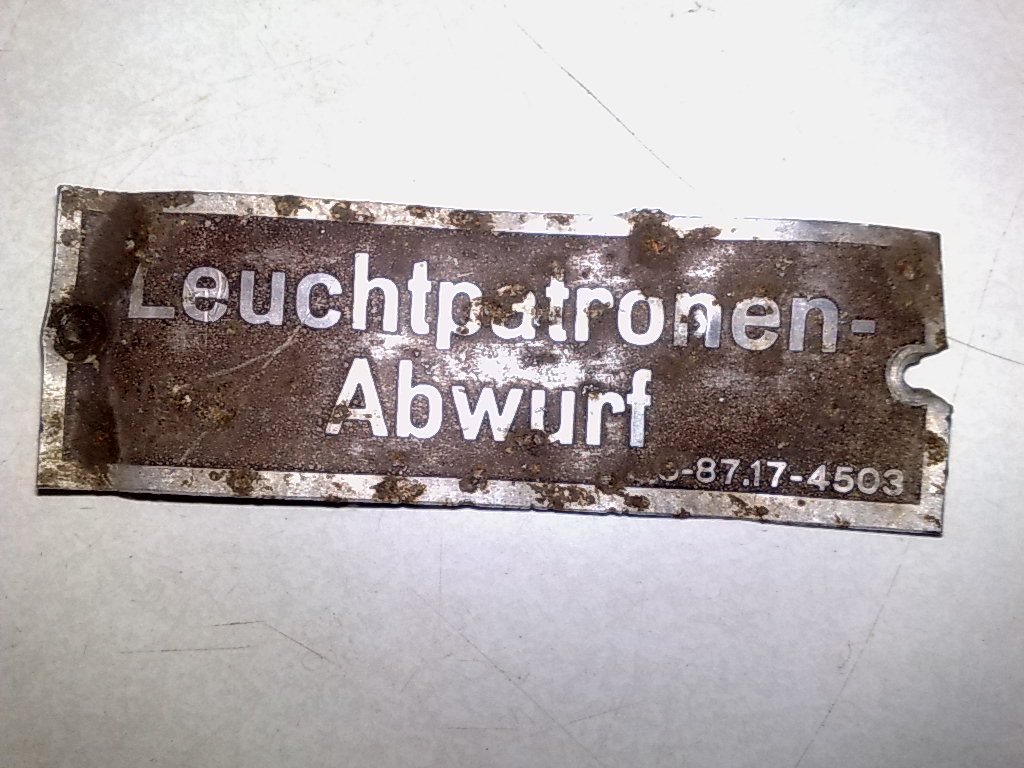 Leuchtpatronen-
Abwurf
-87.17-4503